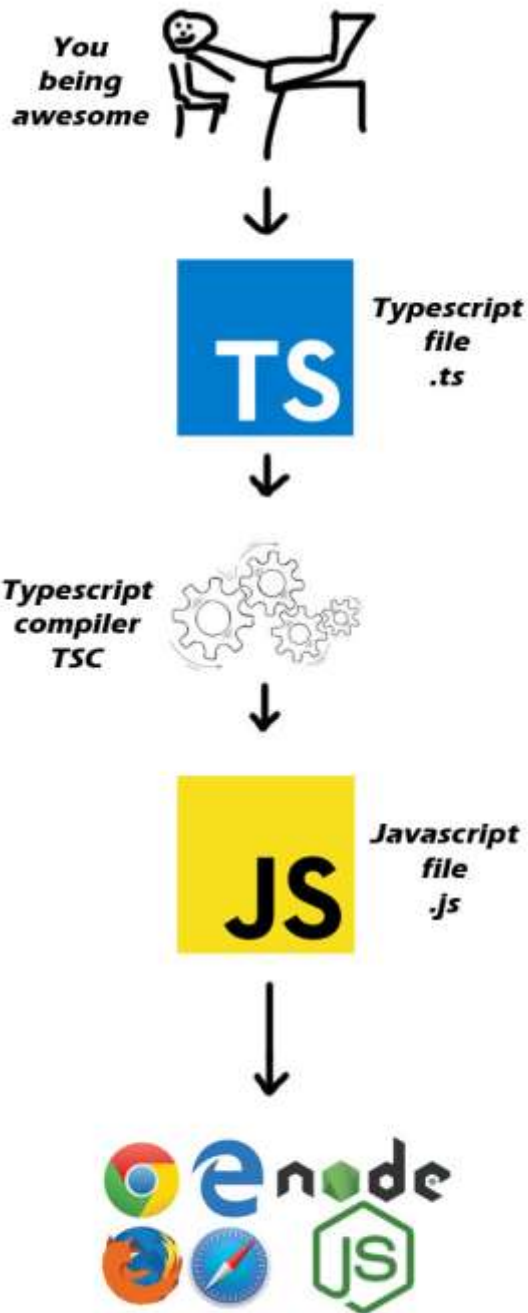 You
being
awesome
TS
Typescript
file
.ts
Typescript
compiler
TSC
JS
Javascript
file
.js
node
JS